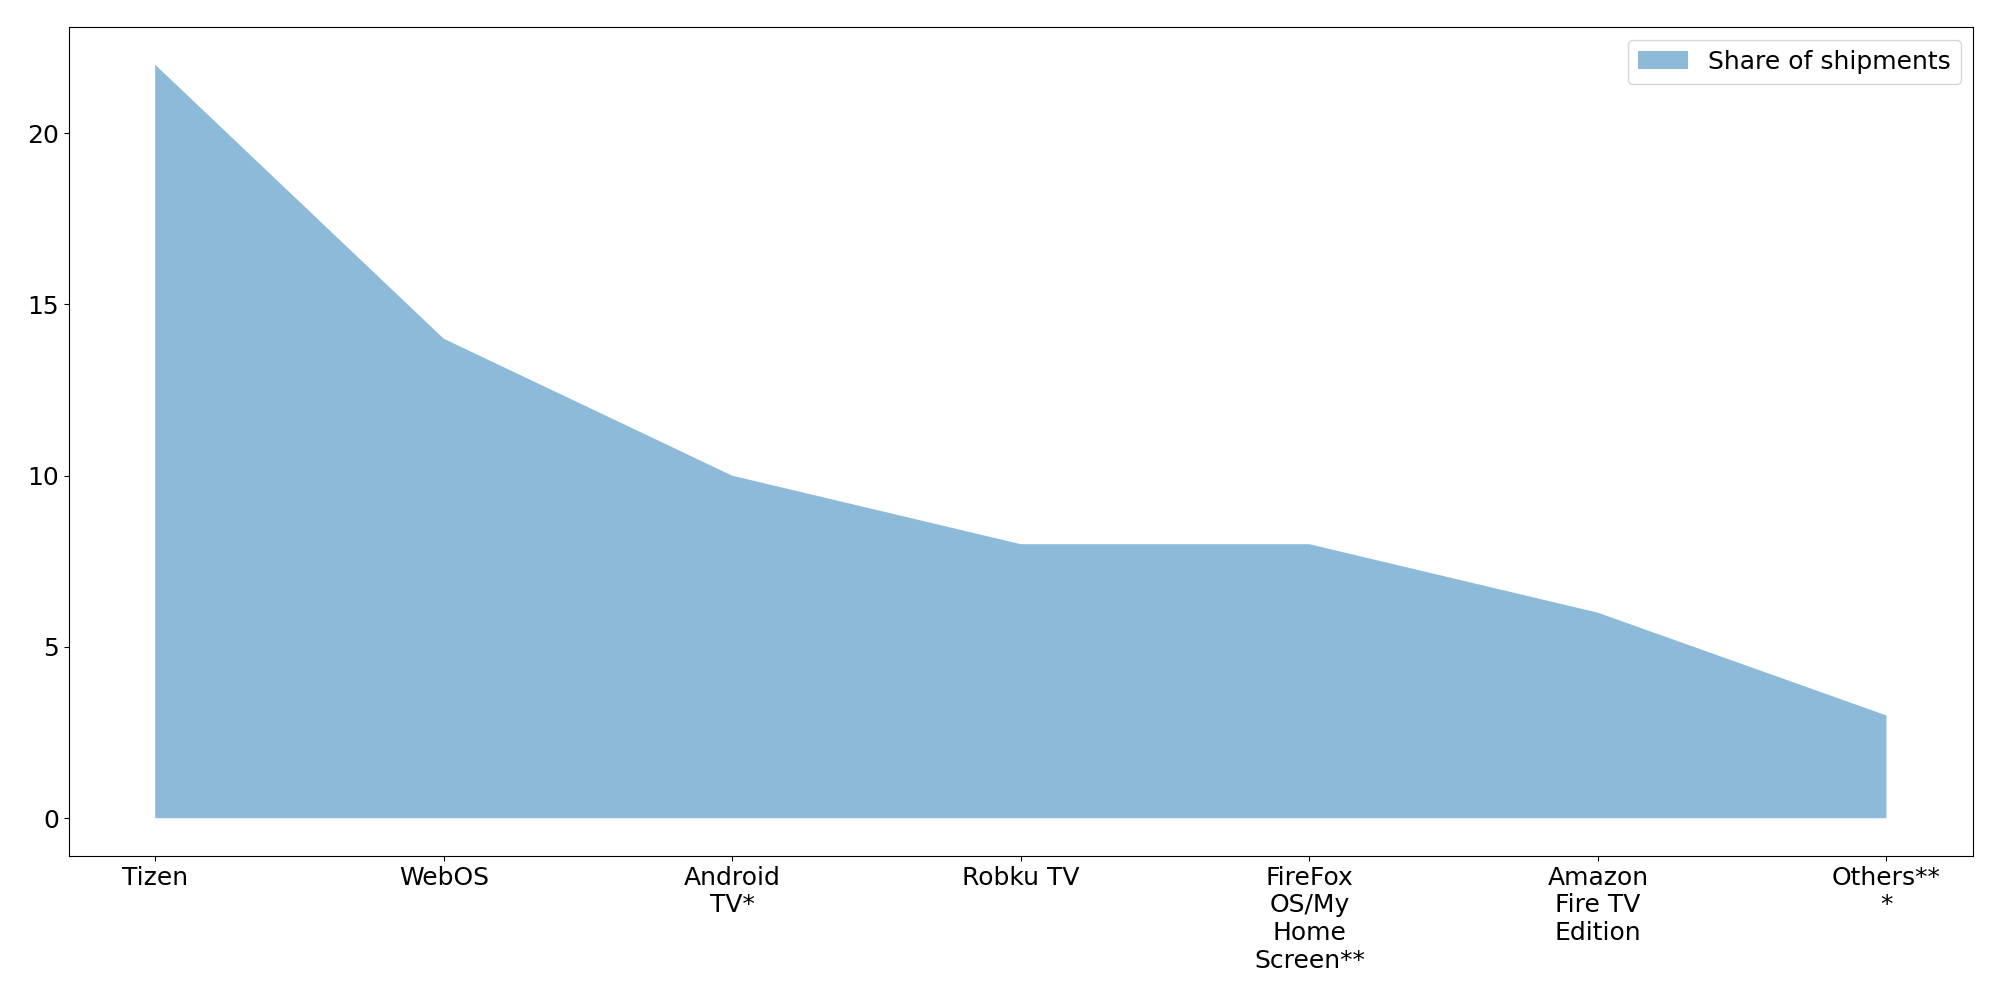 Share of shipments
20
15
10
5
0
Tizen
WebOS
Android
TV*
Robku TV
FireFox
OS/My
Home
Screen**
Amazon
Fire TV
Edition
Others**
*